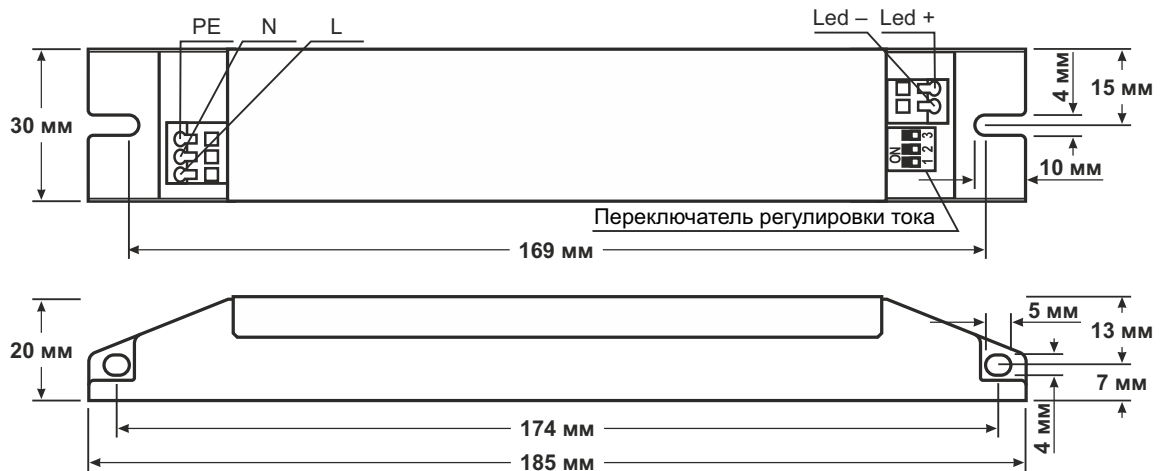 PE N L
Led – Led +
30 мм
4 мм
15 мм
10 мм
ON
1 2 3
Переключатель регулировки тока
169 мм
20 мм
5 мм
13 мм
7 мм
4 мм
174 мм
185 мм